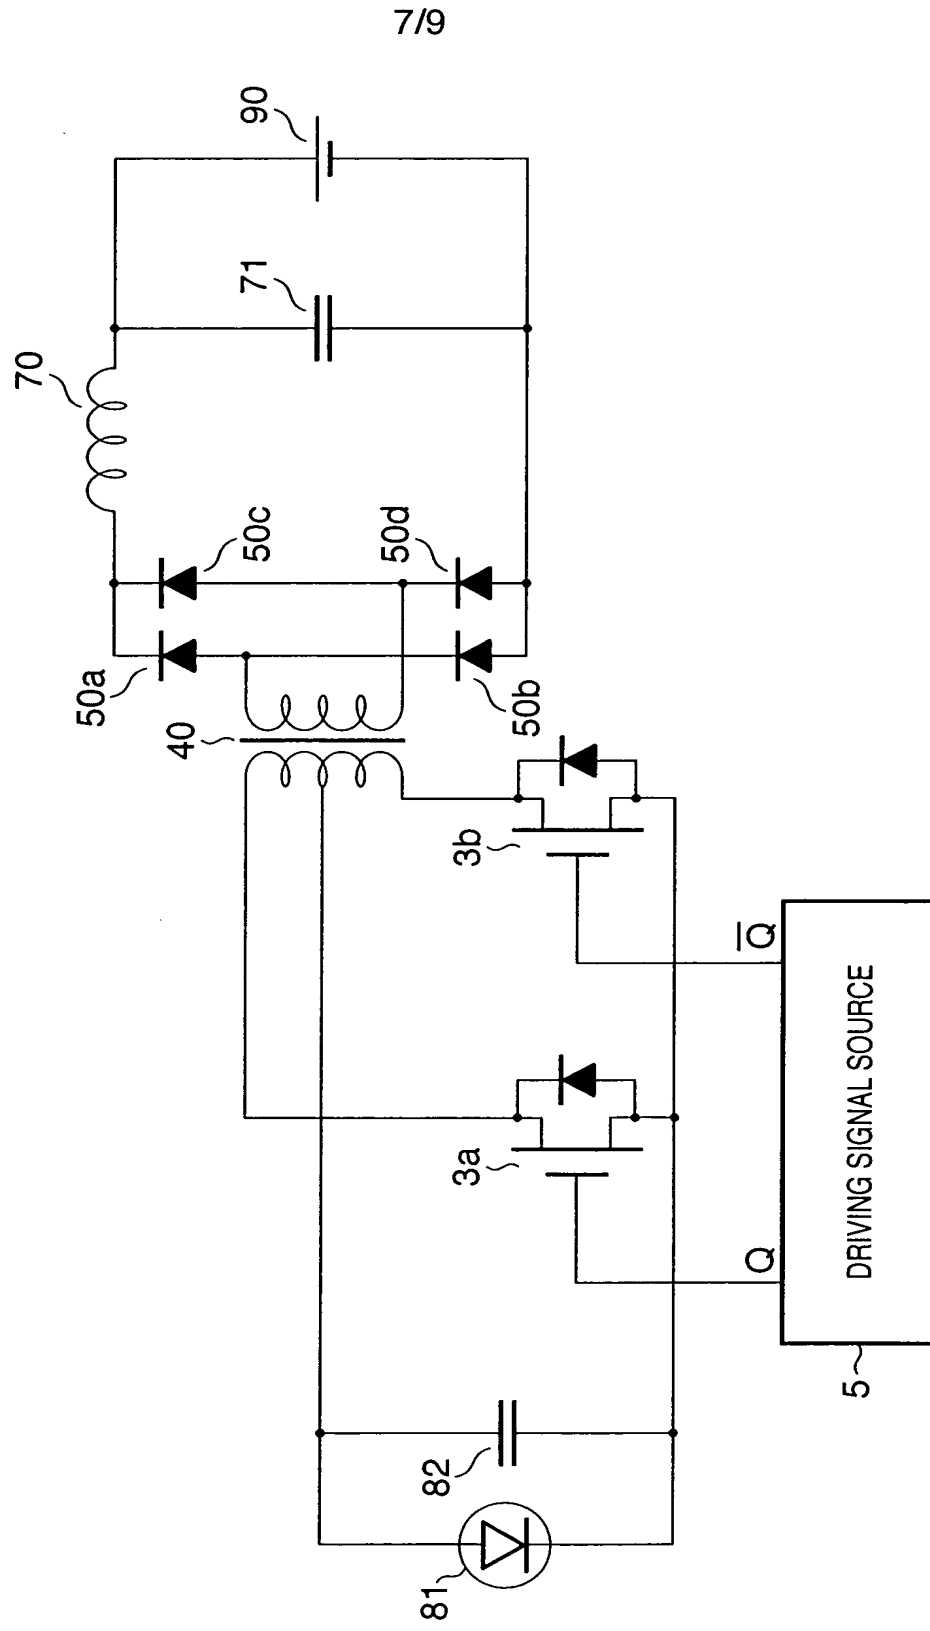 7/9
90
71
70
50c
50d
50a
50b
40
3b
3a
Q̅
Q
DRIVING SIGNAL SOURCE
5
82
81